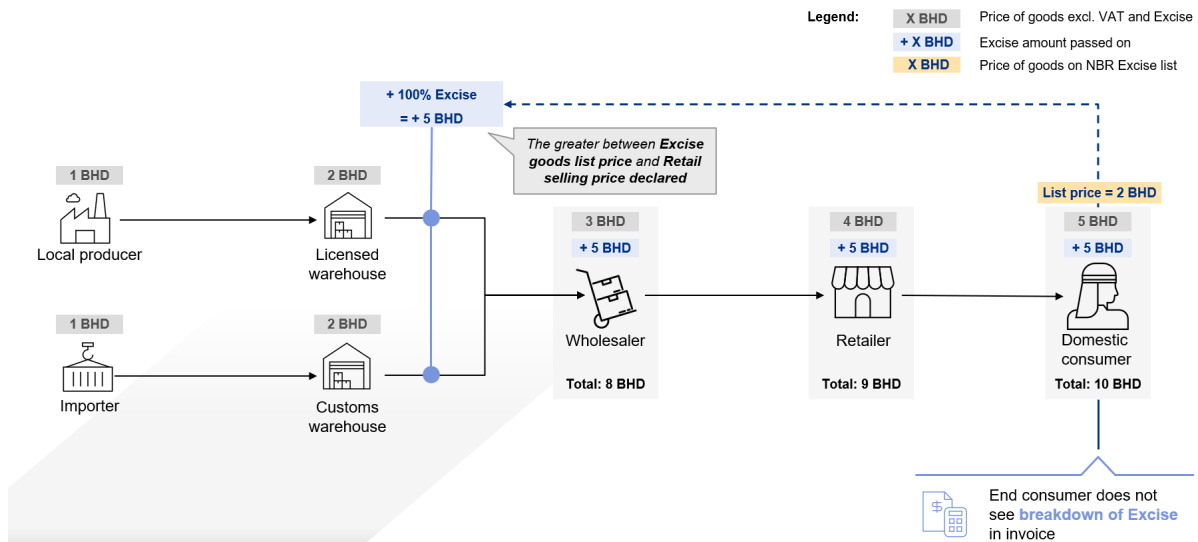 Legend:
X BHD
Price of goods excl. VAT and Excise
+ X BHD
Excise amount passed on
X BHD
Price of goods on NBR Excise list
+ 100% Excise
= + 5 BHD
The greater between Excise
goods list price and Retail
selling price declared
1 BHD
Local producer
2 BHD
Licensed
warehouse
1 BHD
Importer
2 BHD
Customs
warehouse
3 BHD
+ 5 BHD
Wholesaler
Total: 8 BHD
4 BHD
+ 5 BHD
Retailer
Total: 9 BHD
List price = 2 BHD
5 BHD
+ 5 BHD
Domestic
consumer
Total: 10 BHD
$
End consumer does not
see breakdown of Excise
in invoice